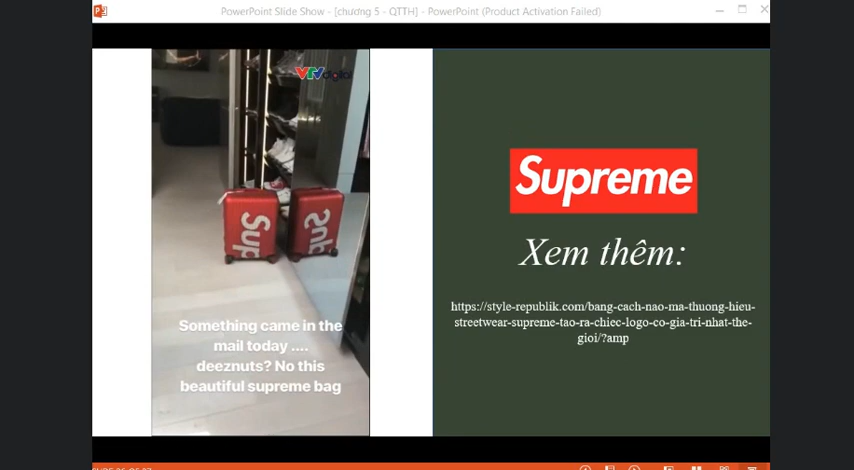 PowerPoint Slide Show - [chương 5 - QTTH] - PowerPoint (Product Activation Failed)
VTV digital
Sup
Sup
Something came in the
mail today ....
deeznuts? No this
beautiful supreme bag
Supreme
Xem thêm:
https://style-republik.com/bang-cach-nao-ma-thuong-hieu-
streetwear-supreme-tao-ra-chiec-logo-co-gia-tri-nhat-the-
gioi/?amp